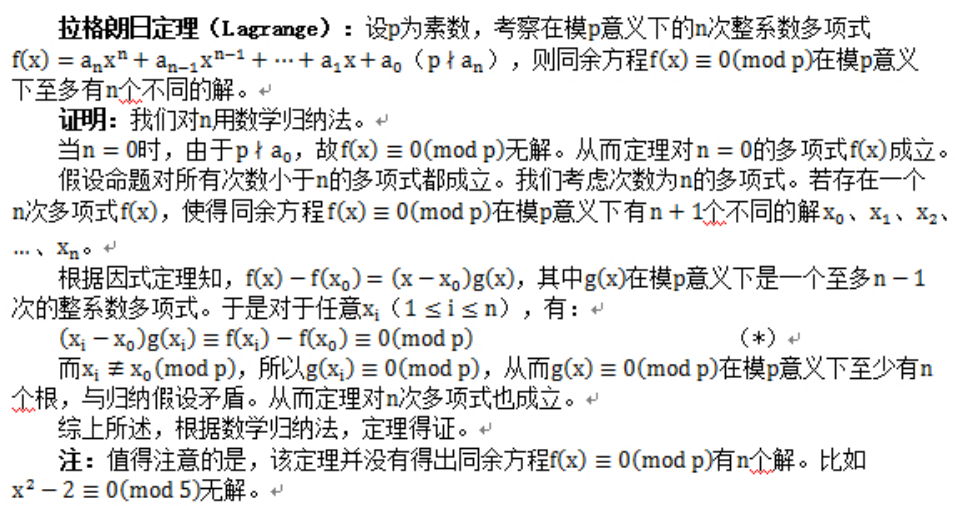 拉格朗日定理（Lagrange）：设p为素数，考察在模p意义下的n次整系数多项式
f(x) = aₙxⁿ + aₙ₋₁xⁿ⁻¹ + ⋯ + a₁x + a₀（p ∤ aₙ），则同余方程f(x) ≡ 0(mod p)在模p意义
下至多有n个不同的解。↵
证明：我们对n用数学归纳法。↵
当n = 0时，由于p ∤ a₀，故f(x) ≡ 0(mod p)无解。从而定理对n = 0的多项式f(x)成立。
假设命题对所有次数小于n的多项式都成立。我们考虑次数为n的多项式。若存在一个
n次多项式f(x)，使得同余方程f(x) ≡ 0(mod p)在模p意义下有n + 1个不同的解x₀、x₁、x₂、
…、xₙ。↵
根据因式定理知，f(x) − f(x₀) = (x − x₀)g(x)，其中g(x)在模p意义下是一个至多n − 1
次的整系数多项式。于是对于任意xᵢ（1 ≤ i ≤ n），有：↵
(xᵢ − x₀)g(xᵢ) ≡ f(xᵢ) − f(x₀) ≡ 0(mod p) （*）↵
而xᵢ ≢ x₀(mod p)，所以g(xᵢ) ≡ 0(mod p)，从而g(x) ≡ 0(mod p)在模p意义下至少有n
个根，与归纳假设矛盾。从而定理对n次多项式也成立。↵
综上所述，根据数学归纳法，定理得证。↵
注：值得注意的是，该定理并没有得出同余方程f(x) ≡ 0(mod p)有n个解。比如
x² − 2 ≡ 0(mod 5)无解。↵